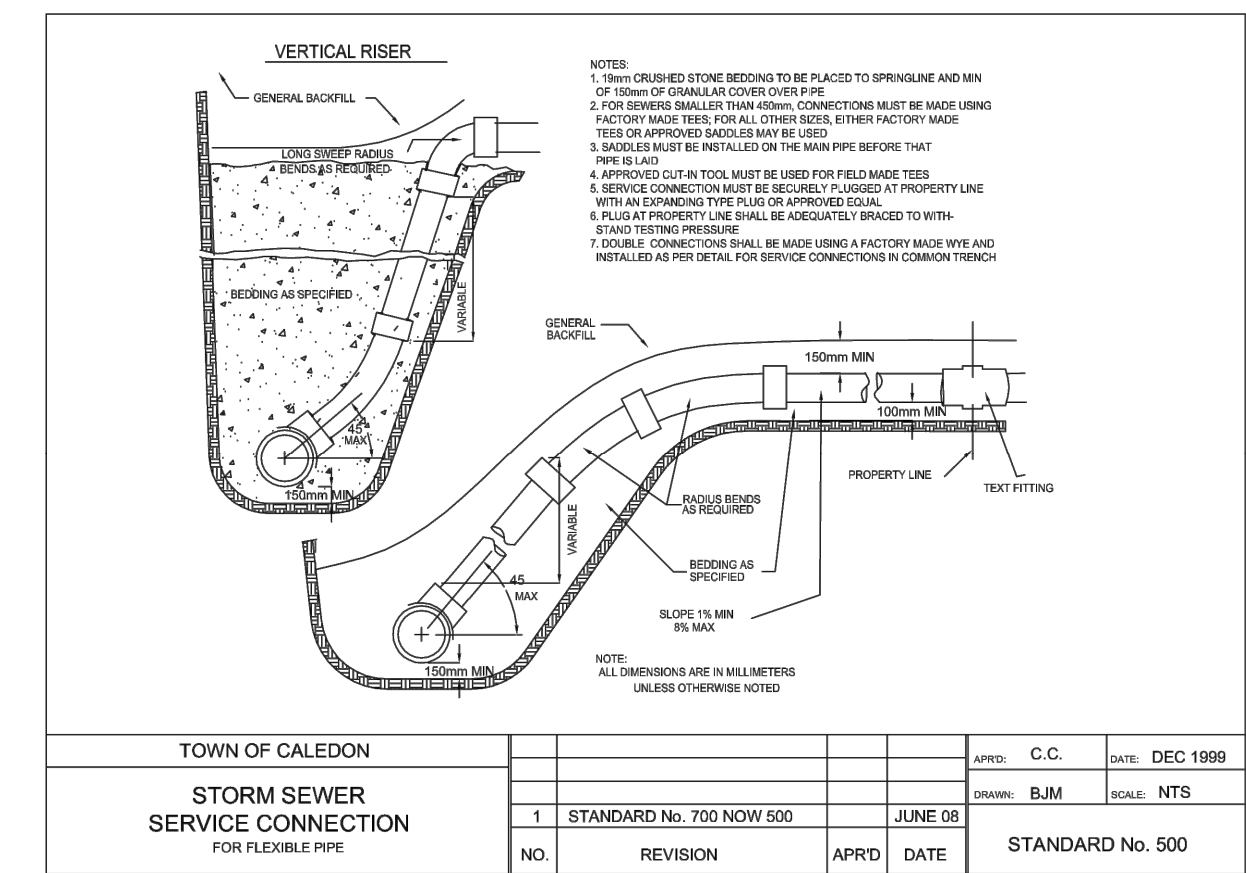 VERTICAL RISER
GENERAL BACKFILL
LONG SWEEP RADIUS
BENDS AS REQUIRED
BEDDING AS SPECIFIED
VARIABLE
45
MAX
150mm MIN
NOTES:
1. 19mm CRUSHED STONE BEDDING TO BE PLACED TO SPRINGLINE AND MIN
OF 150mm OF GRANULAR COVER OVER PIPE
2. FOR SEWERS SMALLER THAN 450mm, CONNECTIONS MUST BE MADE USING
FACTORY MADE TEES; FOR ALL OTHER SIZES, EITHER FACTORY MADE
TEES OR APPROVED SADDLES MAY BE USED
3. SADDLES MUST BE INSTALLED ON THE MAIN PIPE BEFORE THAT
PIPE IS LAID
4. APPROVED CUT-IN TOOL MUST BE USED FOR FIELD MADE TEES
5. SERVICE CONNECTION MUST BE SECURELY PLUGGED AT PROPERTY LINE
WITH AN EXPANDING TYPE PLUG OR APPROVED EQUAL
6. PLUG AT PROPERTY LINE SHALL BE ADEQUATELY BRACED TO WITH-
STAND TESTING PRESSURE
7. DOUBLE CONNECTIONS SHALL BE MADE USING A FACTORY MADE WYE AND
INSTALLED AS PER DETAIL FOR SERVICE CONNECTIONS IN COMMON TRENCH
GENERAL
BACKFILL
150mm MIN
100mm MIN
PROPERTY LINE
TEXT FITTING
RADIUS BENDS
AS REQUIRED
VARIABLE
BEDDING AS
SPECIFIED
45
MAX
SLOPE 1% MIN
8% MAX
150mm MIN
NOTE:
ALL DIMENSIONS ARE IN MILLIMETERS
UNLESS OTHERWISE NOTED
TOWN OF CALEDON
STORM SEWER
SERVICE CONNECTION
FOR FLEXIBLE PIPE
1 STANDARD No. 700 NOW 500 JUNE 08
NO. REVISION APR'D DATE
APR'D: C.C. DATE: DEC 1999
DRAWN: BJM SCALE: NTS
STANDARD No. 500